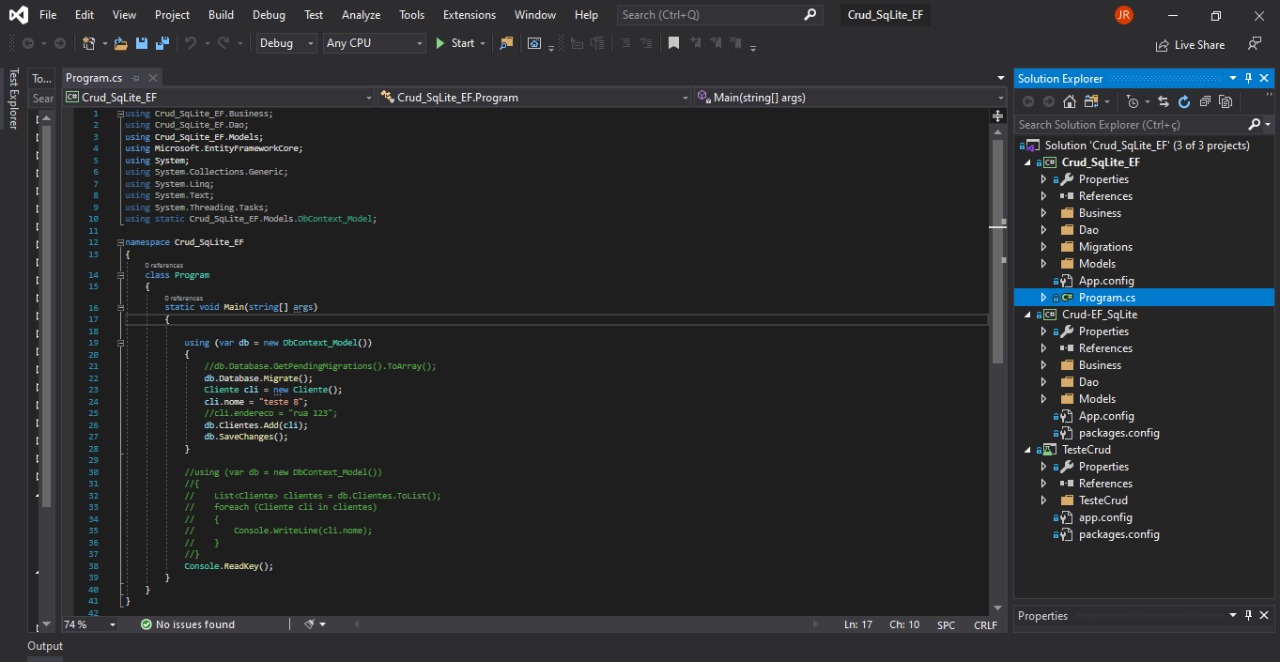 File Edit View Project Build Debug Test Analyze Tools Extensions Window Help Search (Ctrl+Q) Crud_SqLite_EF JR
Debug Any CPU Start Live Share
Test Explorer
To...
Sear
Program.cs
Crud_SqLite_EF Crud_SqLite_EF.Program Main(string[] args)
1 using Crud_SqLite_EF.Business;
2 using Crud_SqLite_EF.Dao;
3 using Crud_SqLite_EF.Models;
4 using Microsoft.EntityFrameworkCore;
5 using System;
6 using System.Collections.Generic;
7 using System.Linq;
8 using System.Text;
9 using System.Threading.Tasks;
10 using static Crud_SqLite_EF.Models.DbContext_Model;
11
12 namespace Crud_SqLite_EF
13 {
0 references
14 class Program
15 {
0 references
16 static void Main(string[] args)
17 {
18
19 using (var db = new DbContext_Model())
20 {
21 //db.Database.GetPendingMigrations().ToArray();
22 db.Database.Migrate();
23 Cliente cli = new Cliente();
24 cli.nome = "teste 8";
25 //cli.endereco = "rua 123";
26 db.Clientes.Add(cli);
27 db.SaveChanges();
28 }
29
30 //using (var db = new DbContext_Model())
31 //{
32 // List<Cliente> clientes = db.Clientes.ToList();
33 // foreach (Cliente cli in clientes)
34 // {
35 // Console.WriteLine(cli.nome);
36 // }
37 //}
38 Console.ReadKey();
39 }
40 }
41 }
42
74 % No issues found Ln: 17 Ch: 10 SPC CRLF
Output
Solution Explorer
Search Solution Explorer (Ctrl+ç)
Solution 'Crud_SqLite_EF' (3 of 3 projects)
Crud_SqLite_EF
Properties
References
Business
Dao
Migrations
Models
App.config
Program.cs
Crud-EF_SqLite
Properties
References
Business
Dao
Models
App.config
packages.config
TesteCrud
Properties
References
TesteCrud
app.config
packages.config
Properties